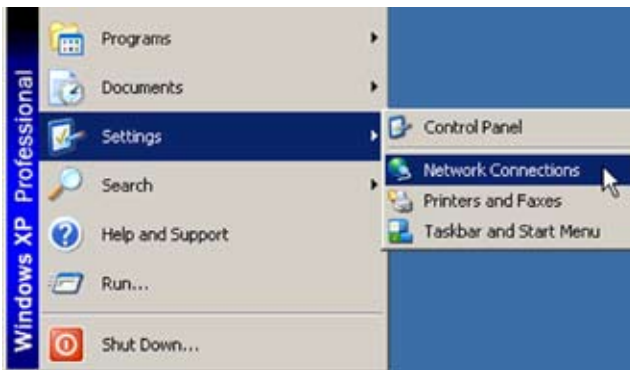 Windows XP Professional
Programs
Documents
Settings
Search
Help and Support
Run...
Shut Down...
Control Panel
Network Connections
Printers and Faxes
Taskbar and Start Menu